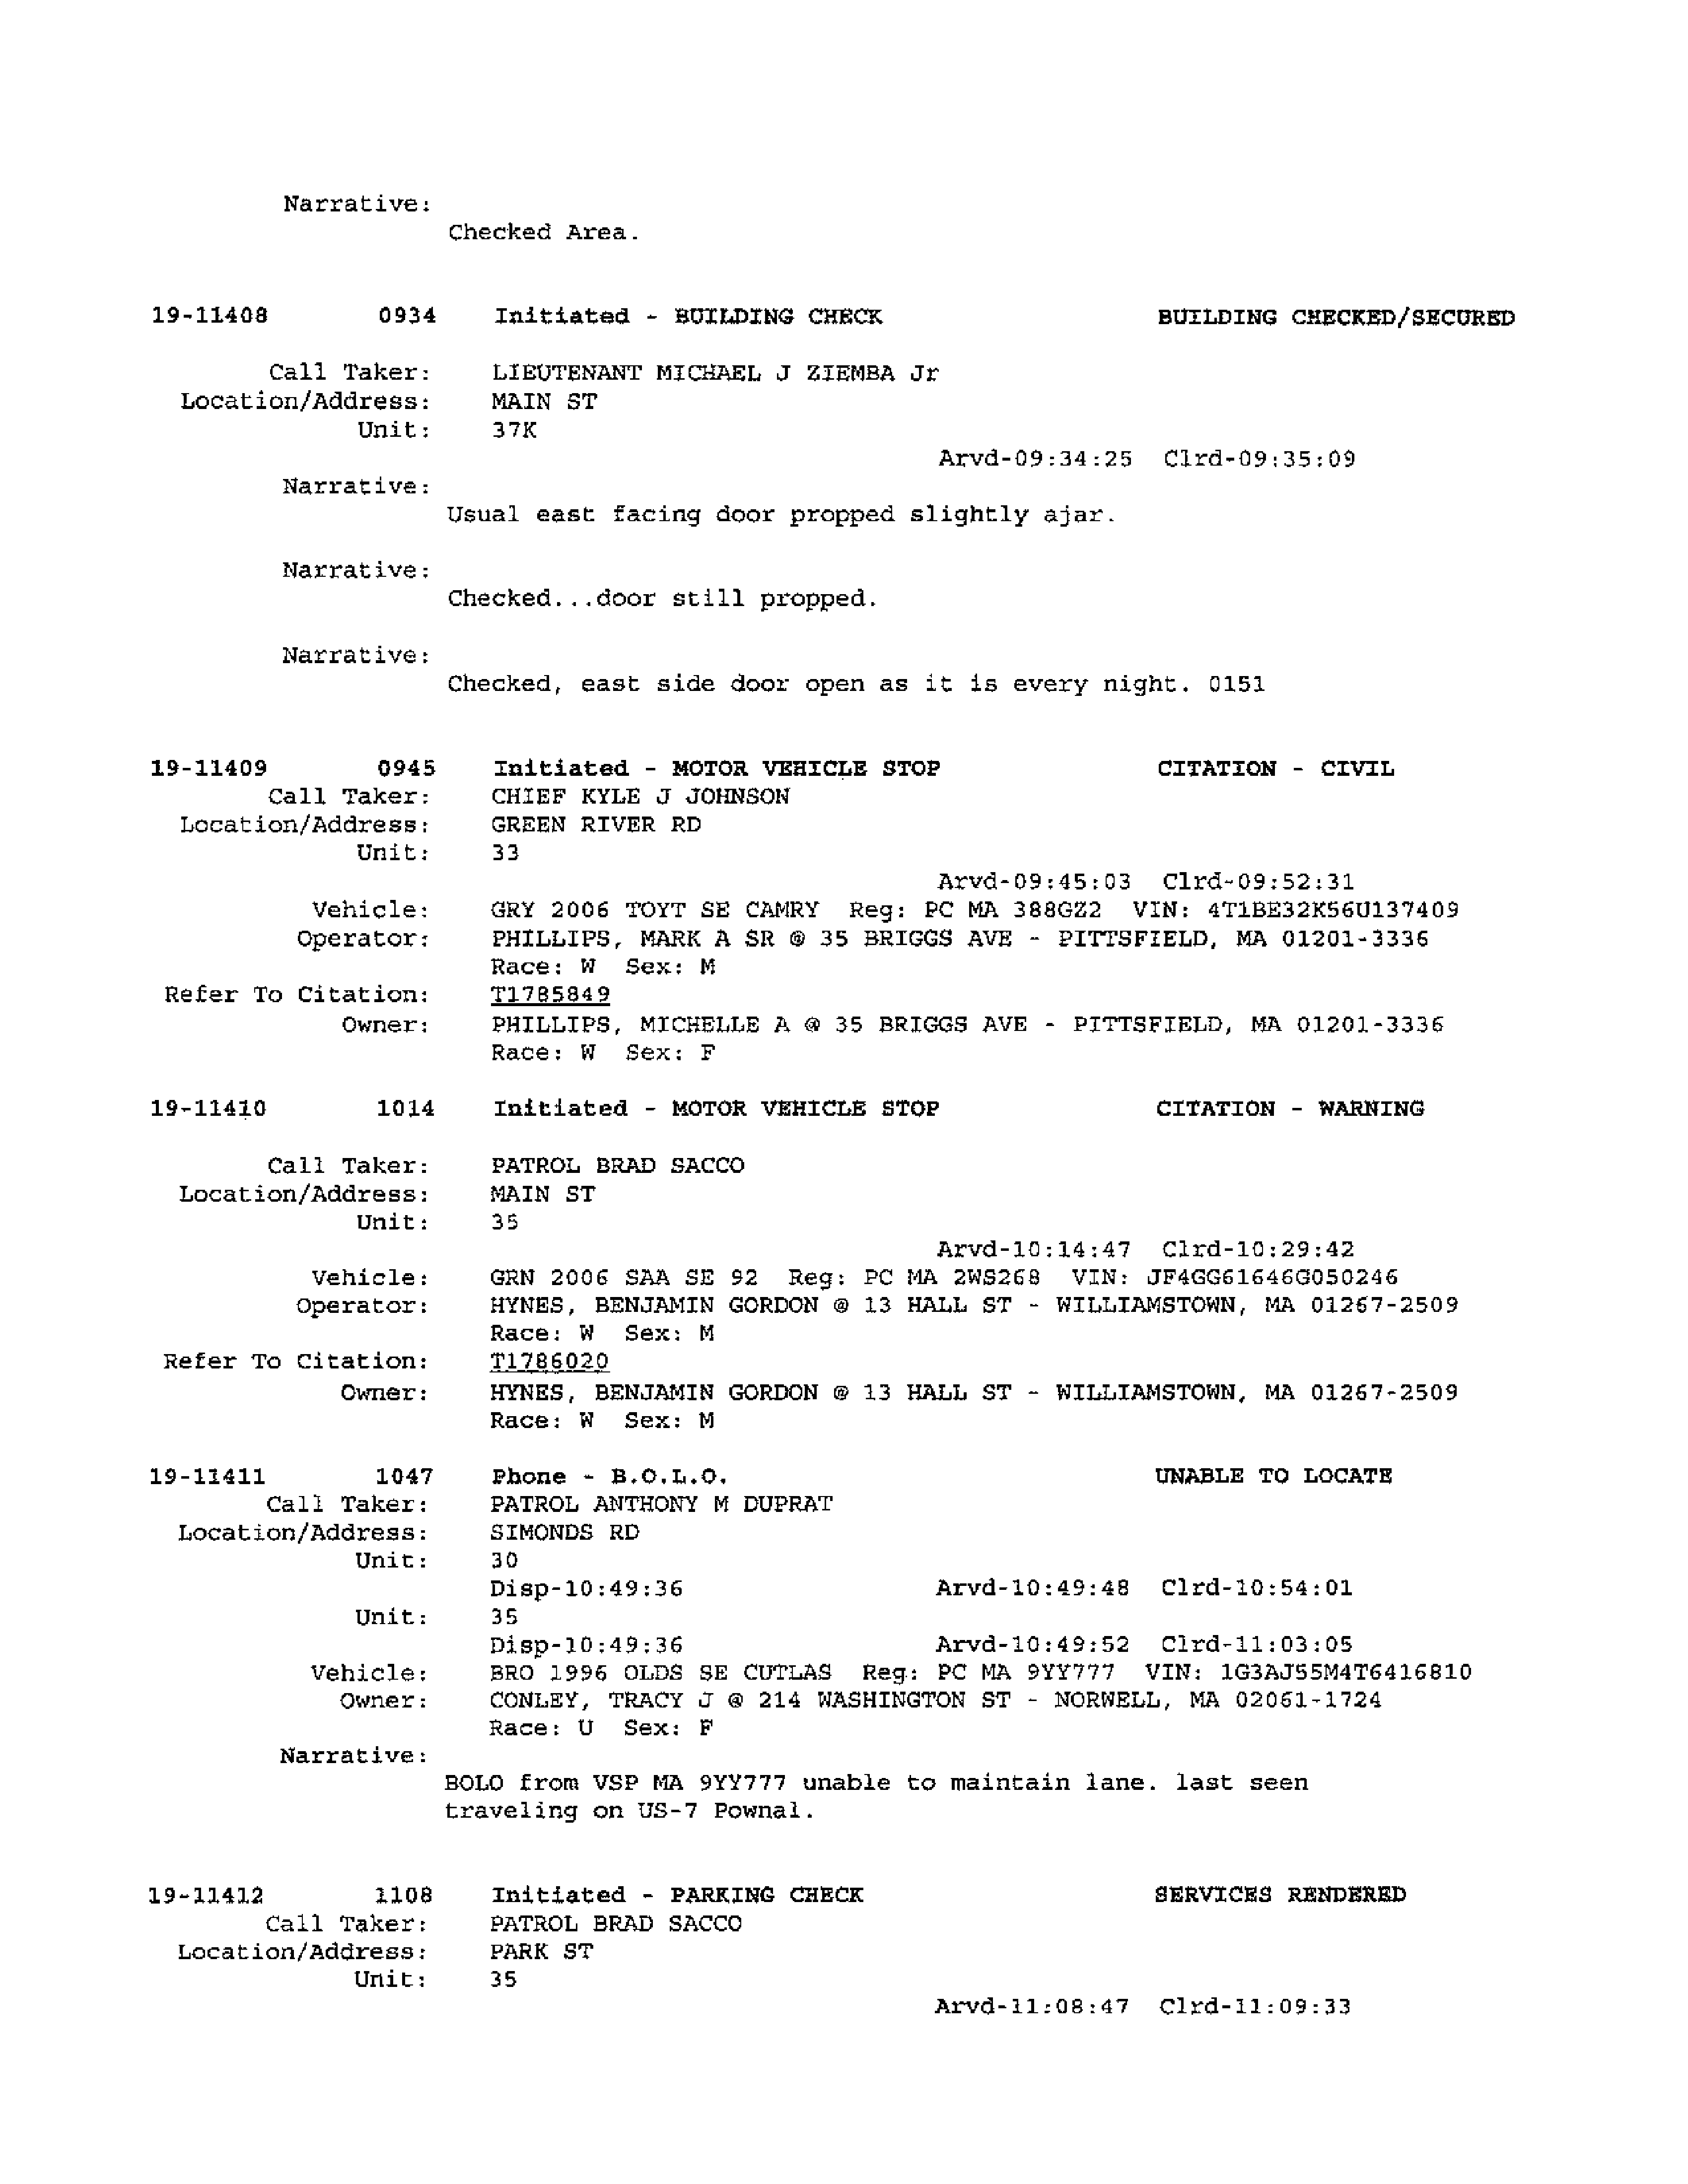 Narrative:
Checked Area.
19-11408 0934 Initiated - BUILDING CHECK BUILDING CHECKED/SECURED
Call Taker: LIEUTENANT MICHAEL J ZIEMBA Jr
Location/Address: MAIN ST
Unit: 37K
Arvd-09:34:25 Clrd-09:35:09
Narrative:
Usual east facing door propped slightly ajar.
Narrative:
Checked...door still propped.
Narrative:
Checked, east side door open as it is every night. 0151
19-11409 0945 Initiated - MOTOR VEHICLE STOP CITATION - CIVIL
Call Taker: CHIEF KYLE J JOHNSON
Location/Address: GREEN RIVER RD
Unit: 33
Arvd-09:45:03 Clrd-09:52:31
Vehicle: GRY 2006 TOYT SE CAMRY Reg: PC MA 388GZ2 VIN: 4T1BE32K56U137409
Operator: PHILLIPS, MARK A SR @ 35 BRIGGS AVE - PITTSFIELD, MA 01201-3336
Race: W Sex: M
Refer To Citation: T1785849
Owner: PHILLIPS, MICHELLE A @ 35 BRIGGS AVE - PITTSFIELD, MA 01201-3336
Race: W Sex: F
19-11410 1014 Initiated - MOTOR VEHICLE STOP CITATION - WARNING
Call Taker: PATROL BRAD SACCO
Location/Address: MAIN ST
Unit: 35
Arvd-10:14:47 Clrd-10:29:42
Vehicle: GRN 2006 SAA SE 92 Reg: PC MA 2WS268 VIN: JF4GG61646G050246
Operator: HYNES, BENJAMIN GORDON @ 13 HALL ST - WILLIAMSTOWN, MA 01267-2509
Race: W Sex: M
Refer To Citation: T1786020
Owner: HYNES, BENJAMIN GORDON @ 13 HALL ST - WILLIAMSTOWN, MA 01267-2509
Race: W Sex: M
19-11411 1047 Phone - B.O.L.O. UNABLE TO LOCATE
Call Taker: PATROL ANTHONY M DUPRAT
Location/Address: SIMONDS RD
Unit: 30
Disp-10:49:36 Arvd-10:49:48 Clrd-10:54:01
Unit: 35
Disp-10:49:36 Arvd-10:49:52 Clrd-11:03:05
Vehicle: BRO 1996 OLDS SE CUTLAS Reg: PC MA 9YY777 VIN: 1G3AJ55M4T6416810
Owner: CONLEY, TRACY J @ 214 WASHINGTON ST - NORWELL, MA 02061-1724
Race: U Sex: F
Narrative:
BOLO from VSP MA 9YY777 unable to maintain lane. last seen
traveling on US-7 Pownal.
19-11412 1108 Initiated - PARKING CHECK SERVICES RENDERED
Call Taker: PATROL BRAD SACCO
Location/Address: PARK ST
Unit: 35
Arvd-11:08:47 Clrd-11:09:33